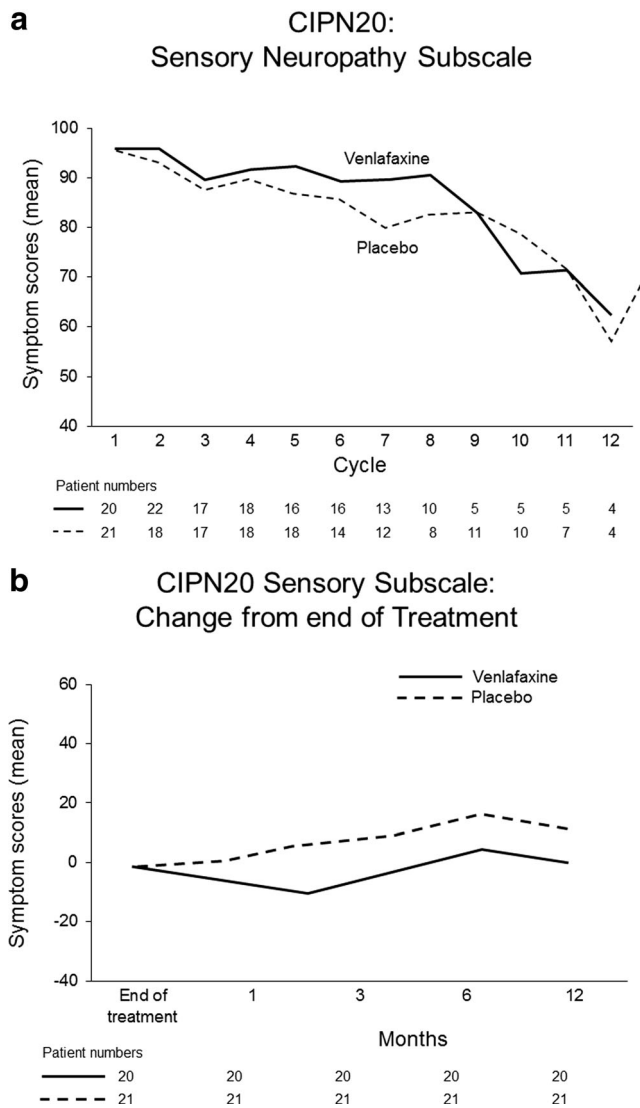 a
CIPN20:
Sensory Neuropathy Subscale
Symptom scores (mean)
100
90
80
70
60
50
40
Venlafaxine
Placebo
1 2 3 4 5 6 7 8 9 10 11 12
Cycle
Patient numbers
20 22 17 18 16 16 13 10 5 5 5 4
21 18 17 18 18 14 12 8 11 10 7 4
b
CIPN20 Sensory Subscale:
Change from end of Treatment
Symptom scores (mean)
60
40
20
0
-20
-40
Venlafaxine
Placebo
End of
treatment
1 3 6 12
Months
Patient numbers
20 20 20 20 20
21 21 21 21 21